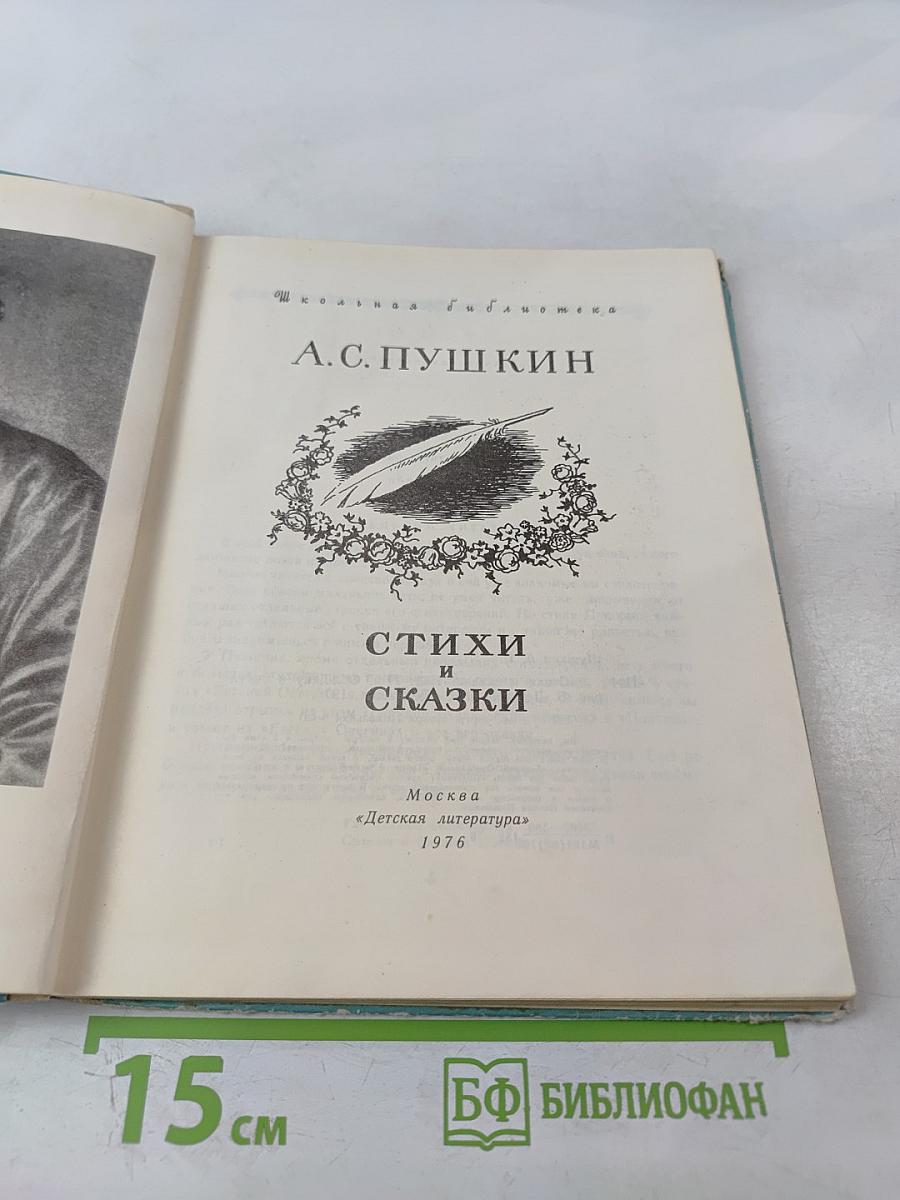 Школьная библиотека
А.С. ПУШКИН
СТИХИ
и
СКАЗКИ
Москва
«Детская литература»
1976
15 см
БФ БИБЛИОФАН